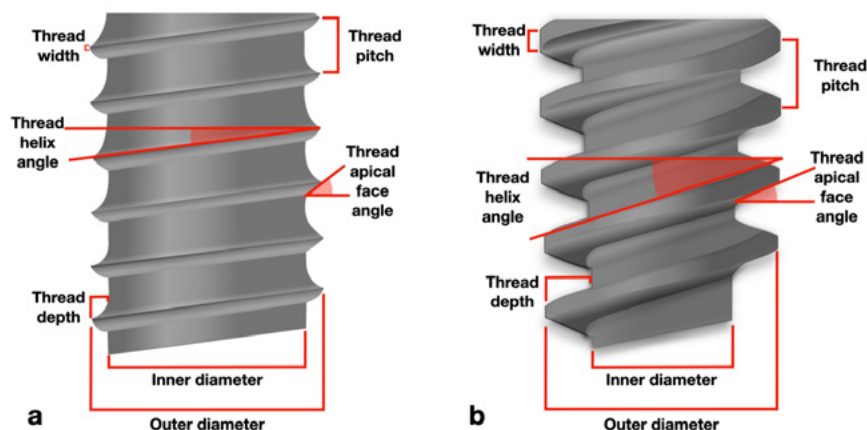 Thread
width
Thread
pitch
Thread
helix
angle
Thread
apical
face
angle
Thread
depth
Inner diameter
Outer diameter
a
Thread
width
Thread
pitch
Thread
helix
angle
Thread
apical
face
angle
Thread
depth
Inner diameter
Outer diameter
b